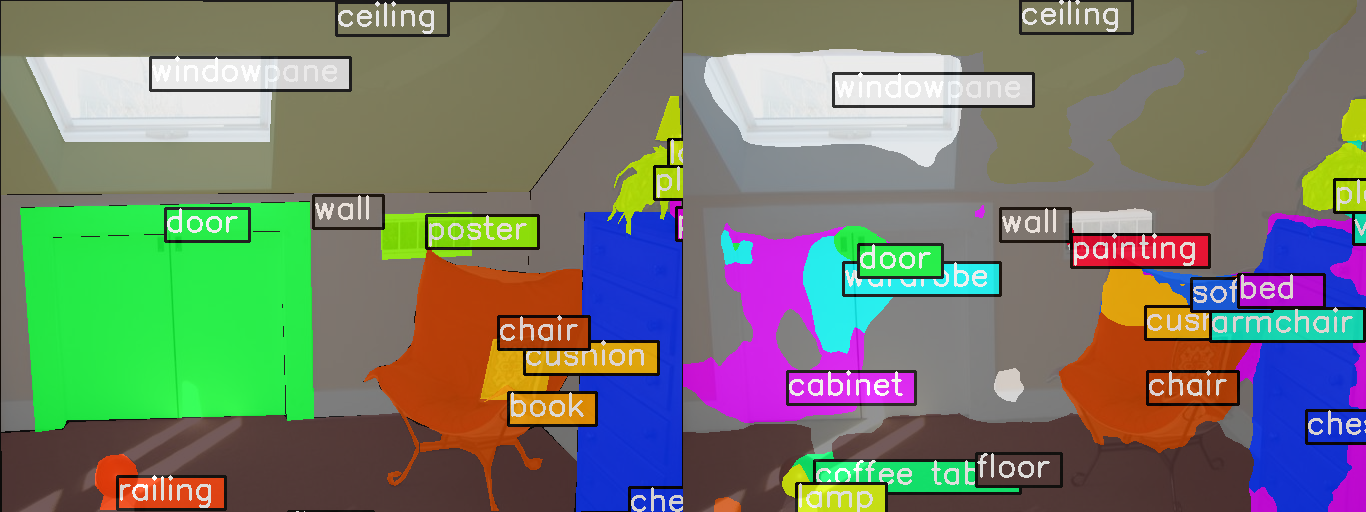 ceiling
windowpane
door
wall
poster
chair
cushion
book
railing
ceiling
windowpane
wall
painting
door
wardrobe
bed
armchair
cabinet
chair
coffee
floor
lamp